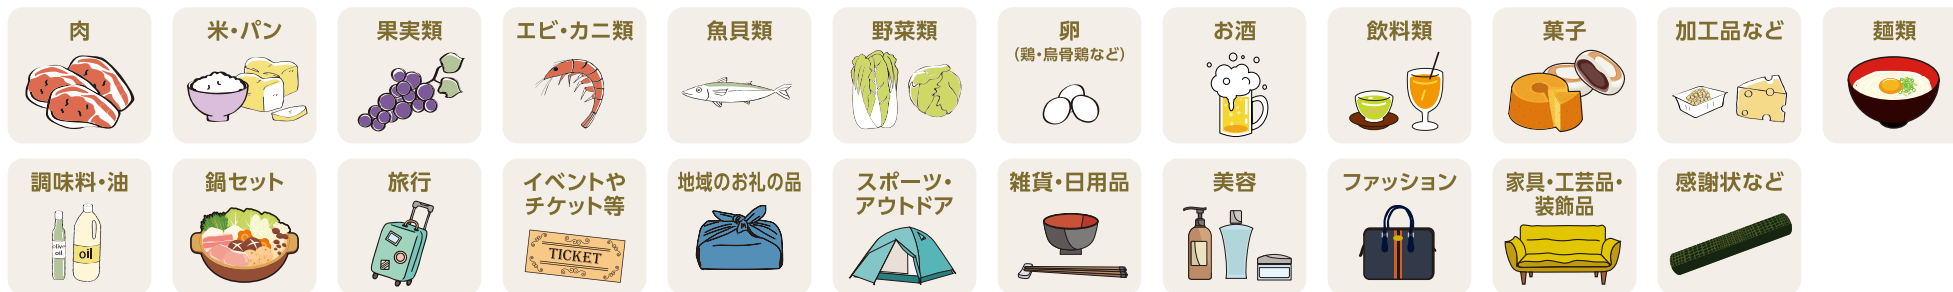 肉
米・パン
果実類
エビ・カニ類
魚貝類
野菜類
卵
（鶏・烏骨鶏など）
お酒
飲料類
菓子
加工品など
麺類
調味料・油
olive
oil
oil
鍋セット
旅行
イベントや
チケット等
TICKET
地域のお礼の品
スポーツ・
アウトドア
雑貨・日用品
美容
ファッション
家具・工芸品・
装飾品
感謝状など